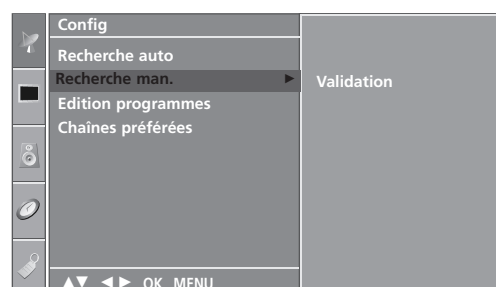 Config
Recherche auto
Recherche man. ►
Validation
Edition programmes
Chaînes préférées
▲▼ ◄ ► OK MENU